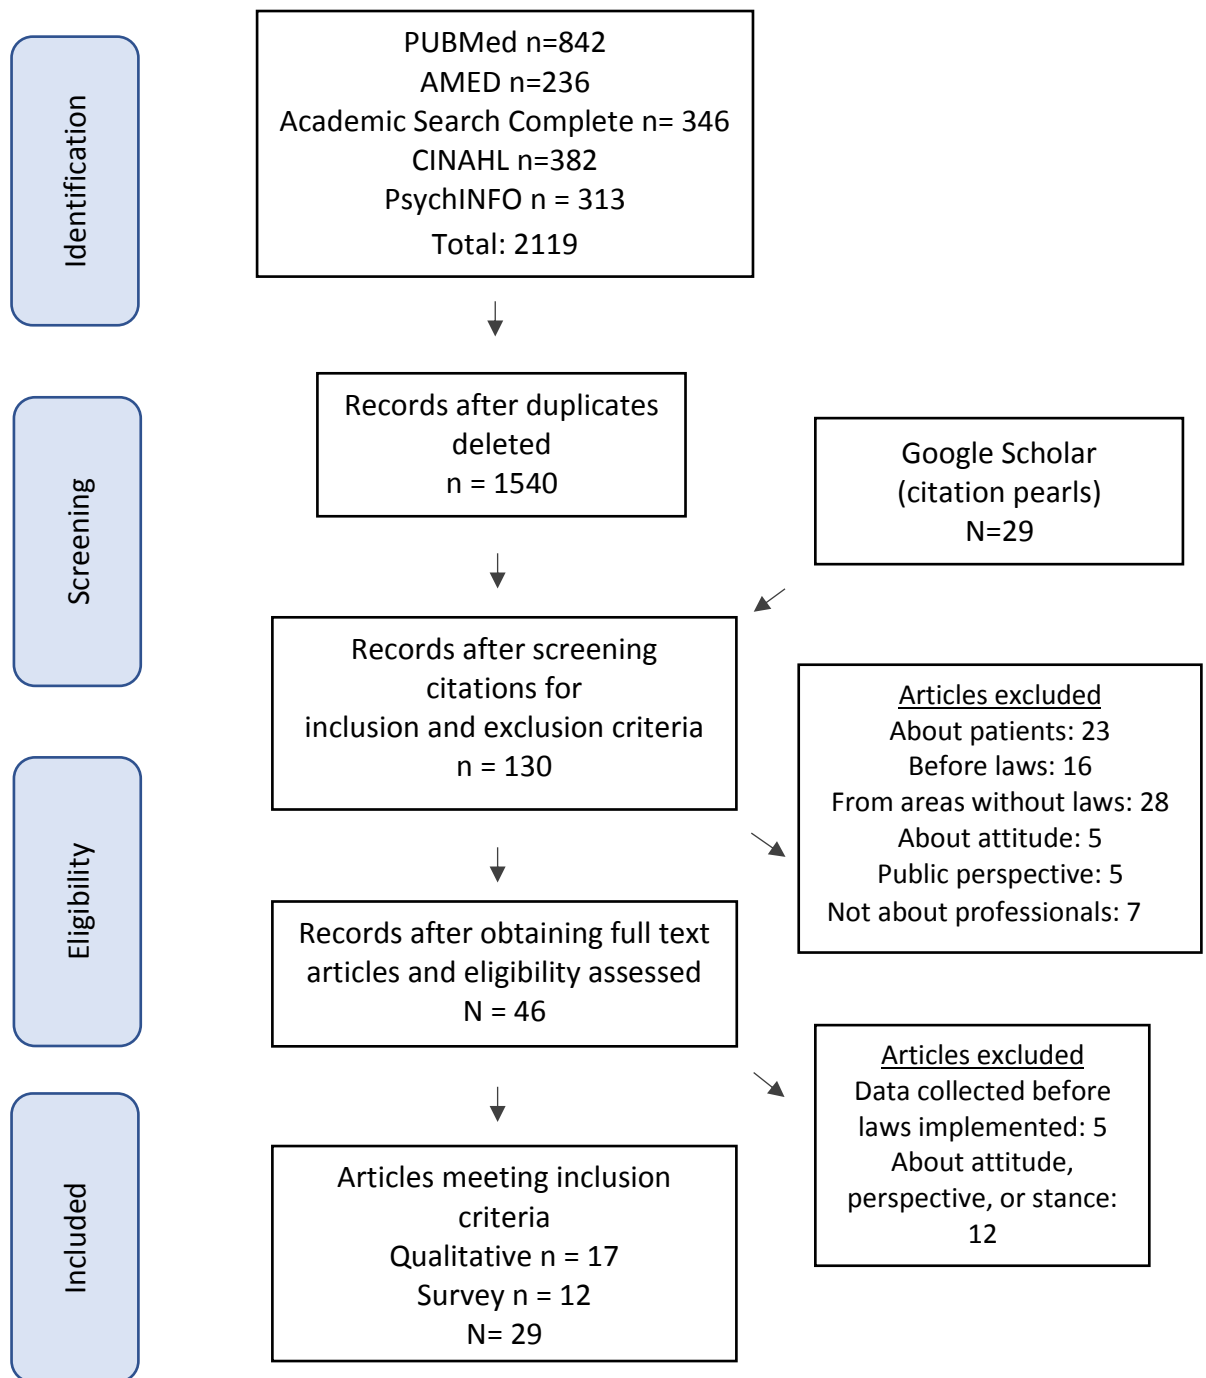 Identification
PUBMed n=842
AMED n=236
Academic Search Complete n= 346
CINAHL n=382
PsychINFO n = 313
Total: 2119
Screening
Records after duplicates
deleted
n = 1540
Google Scholar
(citation pearls)
N=29
Records after screening
citations for
inclusion and exclusion criteria
n = 130
Articles excluded
About patients: 23
Before laws: 16
From areas without laws: 28
About attitude: 5
Public perspective: 5
Not about professionals: 7
Eligibility
Records after obtaining full text
articles and eligibility assessed
N = 46
Articles excluded
Data collected before
laws implemented: 5
About attitude,
perspective, or stance:
12
Included
Articles meeting inclusion
criteria
Qualitative n = 17
Survey n = 12
N= 29